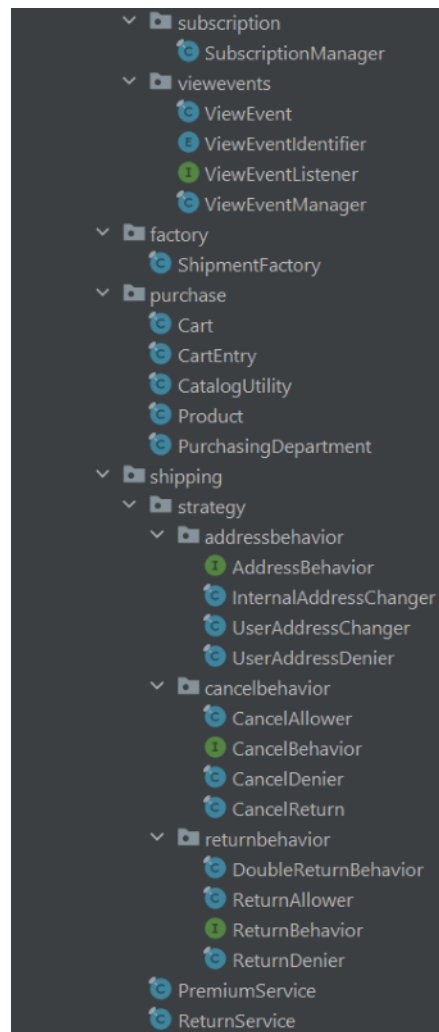 subscription
SubscriptionManager
viewevents
ViewEvent
ViewEventIdentifier
ViewEventListener
ViewEventManager
factory
ShipmentFactory
purchase
Cart
CartEntry
CatalogUtility
Product
PurchasingDepartment
shipping
strategy
addressbehavior
AddressBehavior
InternalAddressChanger
UserAddressChanger
UserAddressDenier
cancelbehavior
CancelAllower
CancelBehavior
CancelDenier
CancelReturn
returnbehavior
DoubleReturnBehavior
ReturnAllower
ReturnBehavior
ReturnDenier
PremiumService
ReturnService